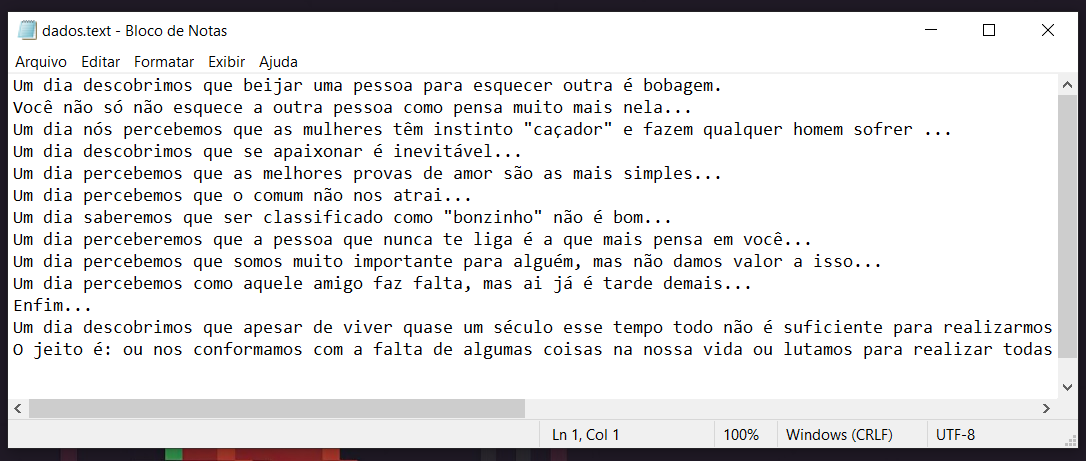 dados.text - Bloco de Notas
Arquivo Editar Formatar Exibir Ajuda
Um dia descobrimos que beijar uma pessoa para esquecer outra é bobagem.
Você não só não esquece a outra pessoa como pensa muito mais nela...
Um dia nós percebemos que as mulheres têm instinto "caçador" e fazem qualquer homem sofrer ...
Um dia descobrimos que se apaixonar é inevitável...
Um dia percebemos que as melhores provas de amor são as mais simples...
Um dia percebemos que o comum não nos atrai...
Um dia saberemos que ser classificado como "bonzinho" não é bom...
Um dia perceberemos que a pessoa que nunca te liga é a que mais pensa em você...
Um dia percebemos que somos muito importante para alguém, mas não damos valor a isso...
Um dia percebemos como aquele amigo faz falta, mas ai já é tarde demais...
Enfim...
Um dia descobrimos que apesar de viver quase um século esse tempo todo não é suficiente para realizarmos
O jeito é: ou nos conformamos com a falta de algumas coisas na nossa vida ou lutamos para realizar todas
Ln 1, Col 1 100% Windows (CRLF) UTF-8